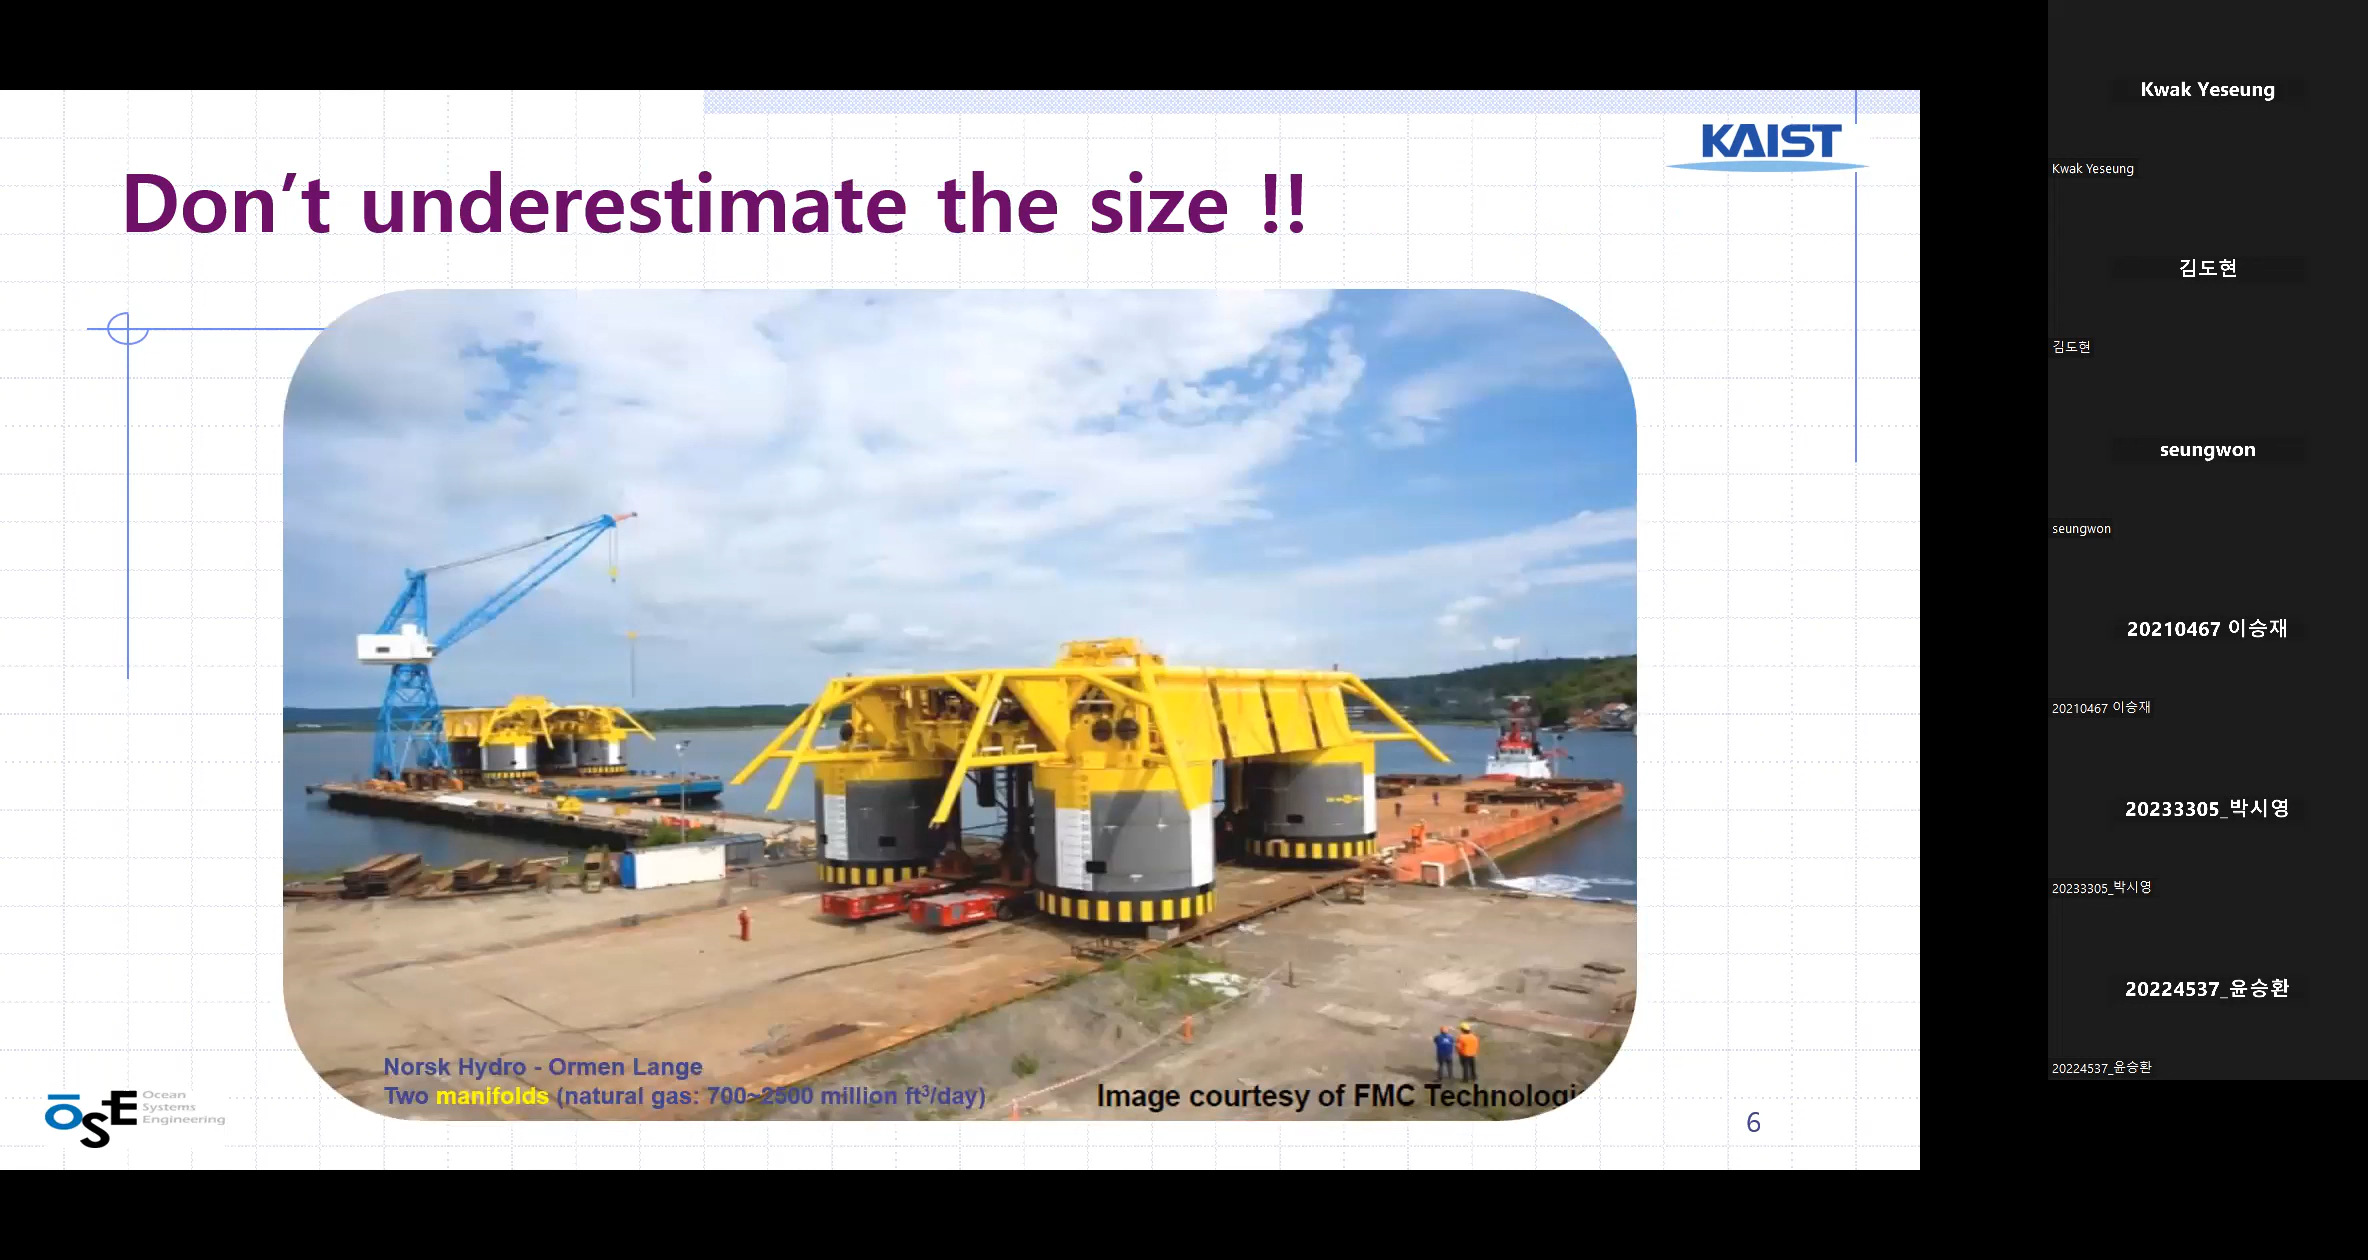 KAIST
Don’t underestimate the size !!
Norsk Hydro - Ormen Lange
Two manifolds (natural gas: 700~2500 million ft³/day)
Image courtesy of FMC Technologi
OSE Ocean
Systems
Engineering
6
Kwak Yeseung
Kwak Yeseung
김도현
김도현
seungwon
seungwon
20210467 이승재
20210467 이승재
20233305_박시영
20233305_박시영
20224537_윤승환
20224537_윤승환